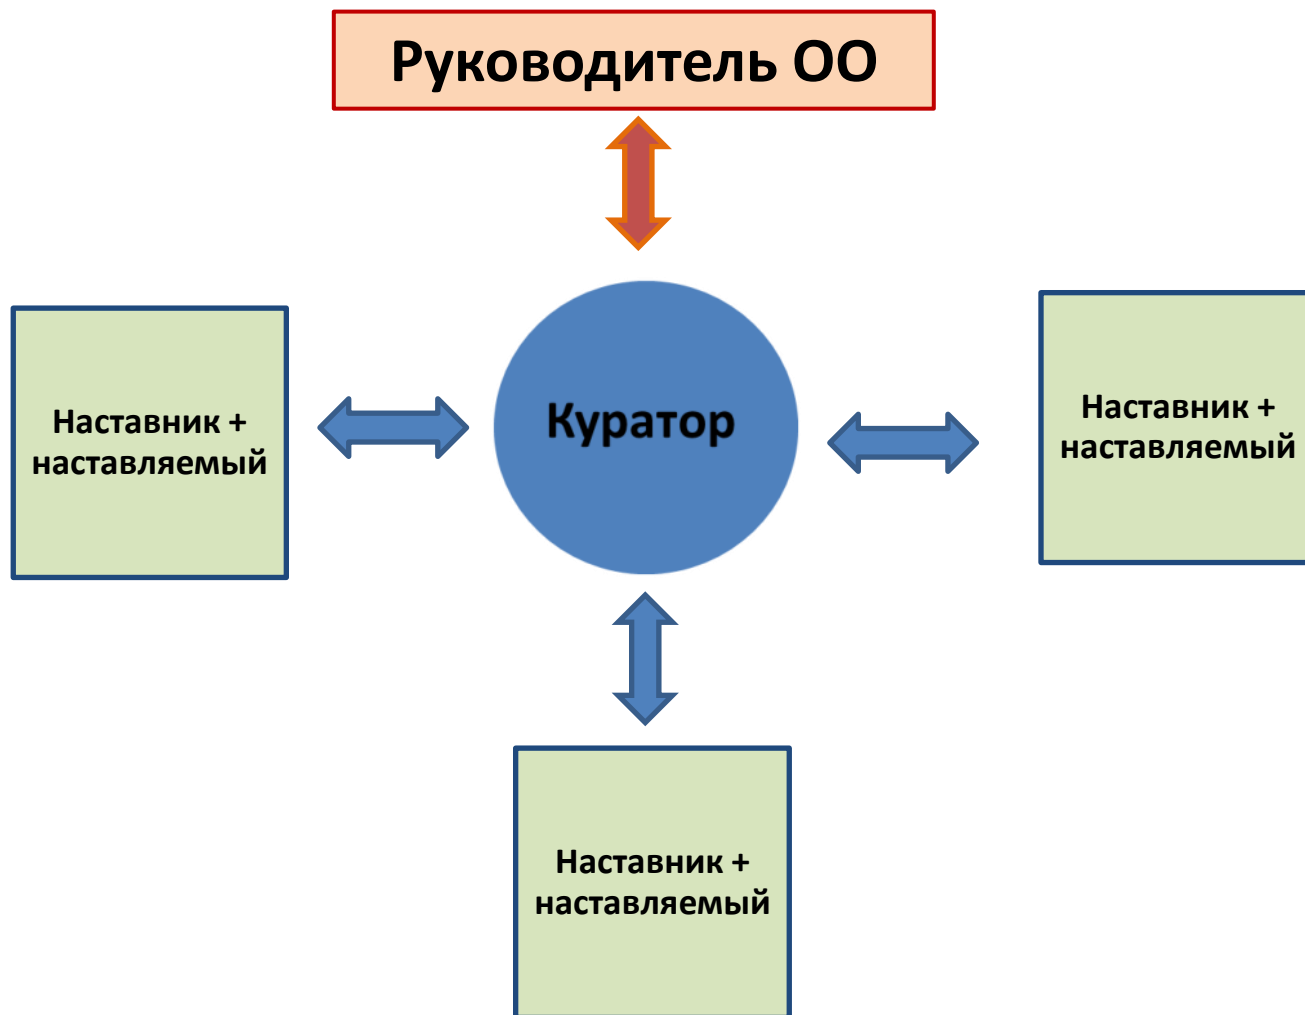 Руководитель ОО
Наставник +
наставляемый
Куратор
Наставник +
наставляемый
Наставник +
наставляемый